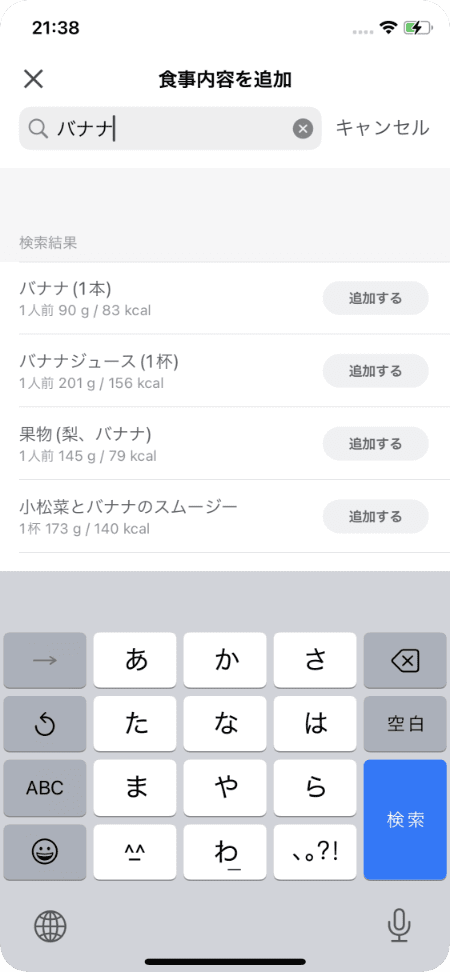 21:38
食事内容を追加
バナナ
キャンセル
検索結果
バナナ (1本)
1人前 90 g / 83 kcal
追加する
バナナジュース (1杯)
1人前 201 g / 156 kcal
追加する
果物 (梨、バナナ)
1人前 145 g / 79 kcal
追加する
小松菜とバナナのスムージー
1杯 173 g / 140 kcal
追加する
→ あ か さ
た な は 空白
ABC ま や ら 検索
^_^ わ_ 、。?!